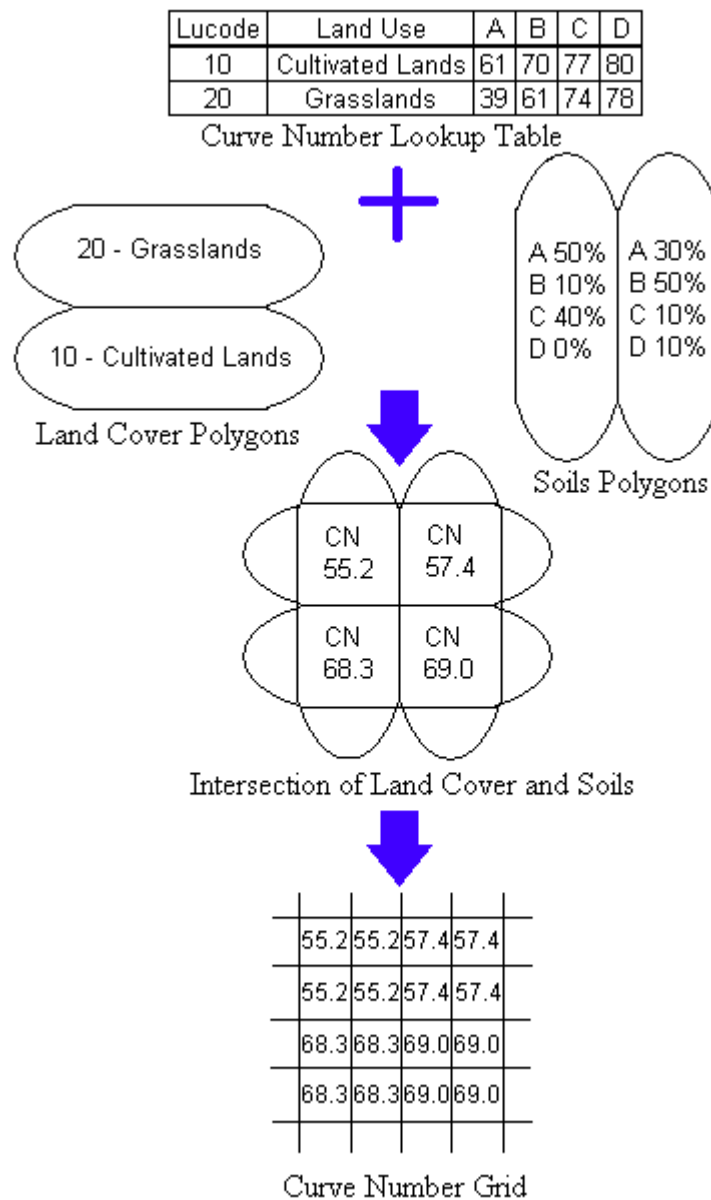 Lucode Land Use A B C D
10 Cultivated Lands 61 70 77 80
20 Grasslands 39 61 74 78
Curve Number Lookup Table
20 - Grasslands
10 - Cultivated Lands
Land Cover Polygons
A 50% A 30%
B 10% B 50%
C 40% C 10%
D 0% D 10%
Soils Polygons
CN CN
55.2 57.4
CN CN
68.3 69.0
Intersection of Land Cover and Soils
55.2 55.2 57.4 57.4
55.2 55.2 57.4 57.4
68.3 68.3 69.0 69.0
68.3 68.3 69.0 69.0
Curve Number Grid